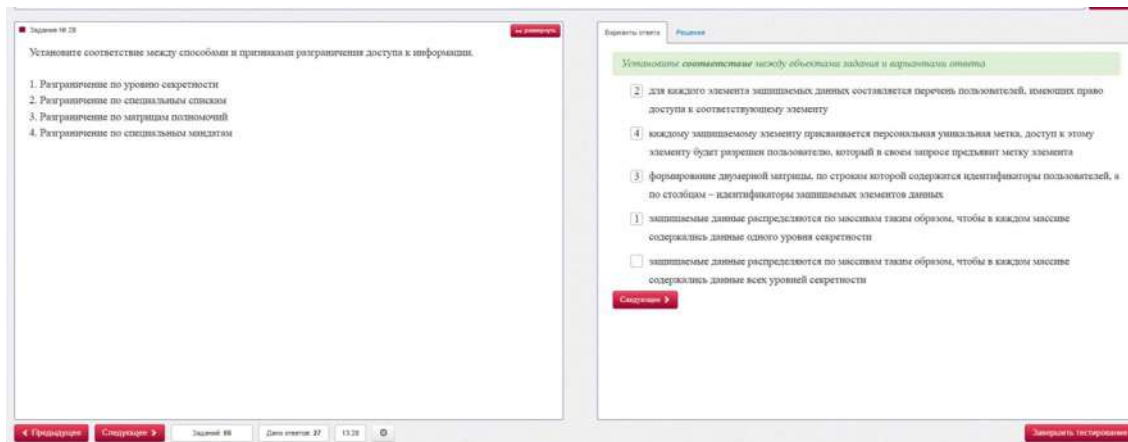 Задание № 28
развернуть
Установите соответствие между способами и признаками разграничения доступа к информации.
1. Разграничение по уровню секретности
2. Разграничение по специальным спискам
3. Разграничение по матрицам полномочий
4. Разграничение по специальным мандатам
Варианты ответа Решение
Установите соответствие между объектами задания и вариантами ответа
2 для каждого элемента защищаемых данных составляется перечень пользователей, имеющих право
доступа к соответствующему элементу
4 каждому защищаемому элементу присваивается персональная уникальная метка, доступ к этому
элементу будет разрешен пользователю, который в своем запросе предъявит метку элемента
3 формирование двумерной матрицы, по строкам которой содержатся идентификаторы пользователей, а
по столбцам – идентификаторы защищаемых элементов данных
1 защищаемые данные распределяются по массивам таким образом, чтобы в каждом массиве
содержались данные одного уровня секретности
защищаемые данные распределяются по массивам таким образом, чтобы в каждом массиве
содержались данные всех уровней секретности
Следующее
Предыдущее Следующее Заданий: Дано ответов: 27 13:28 Завершить тестирование